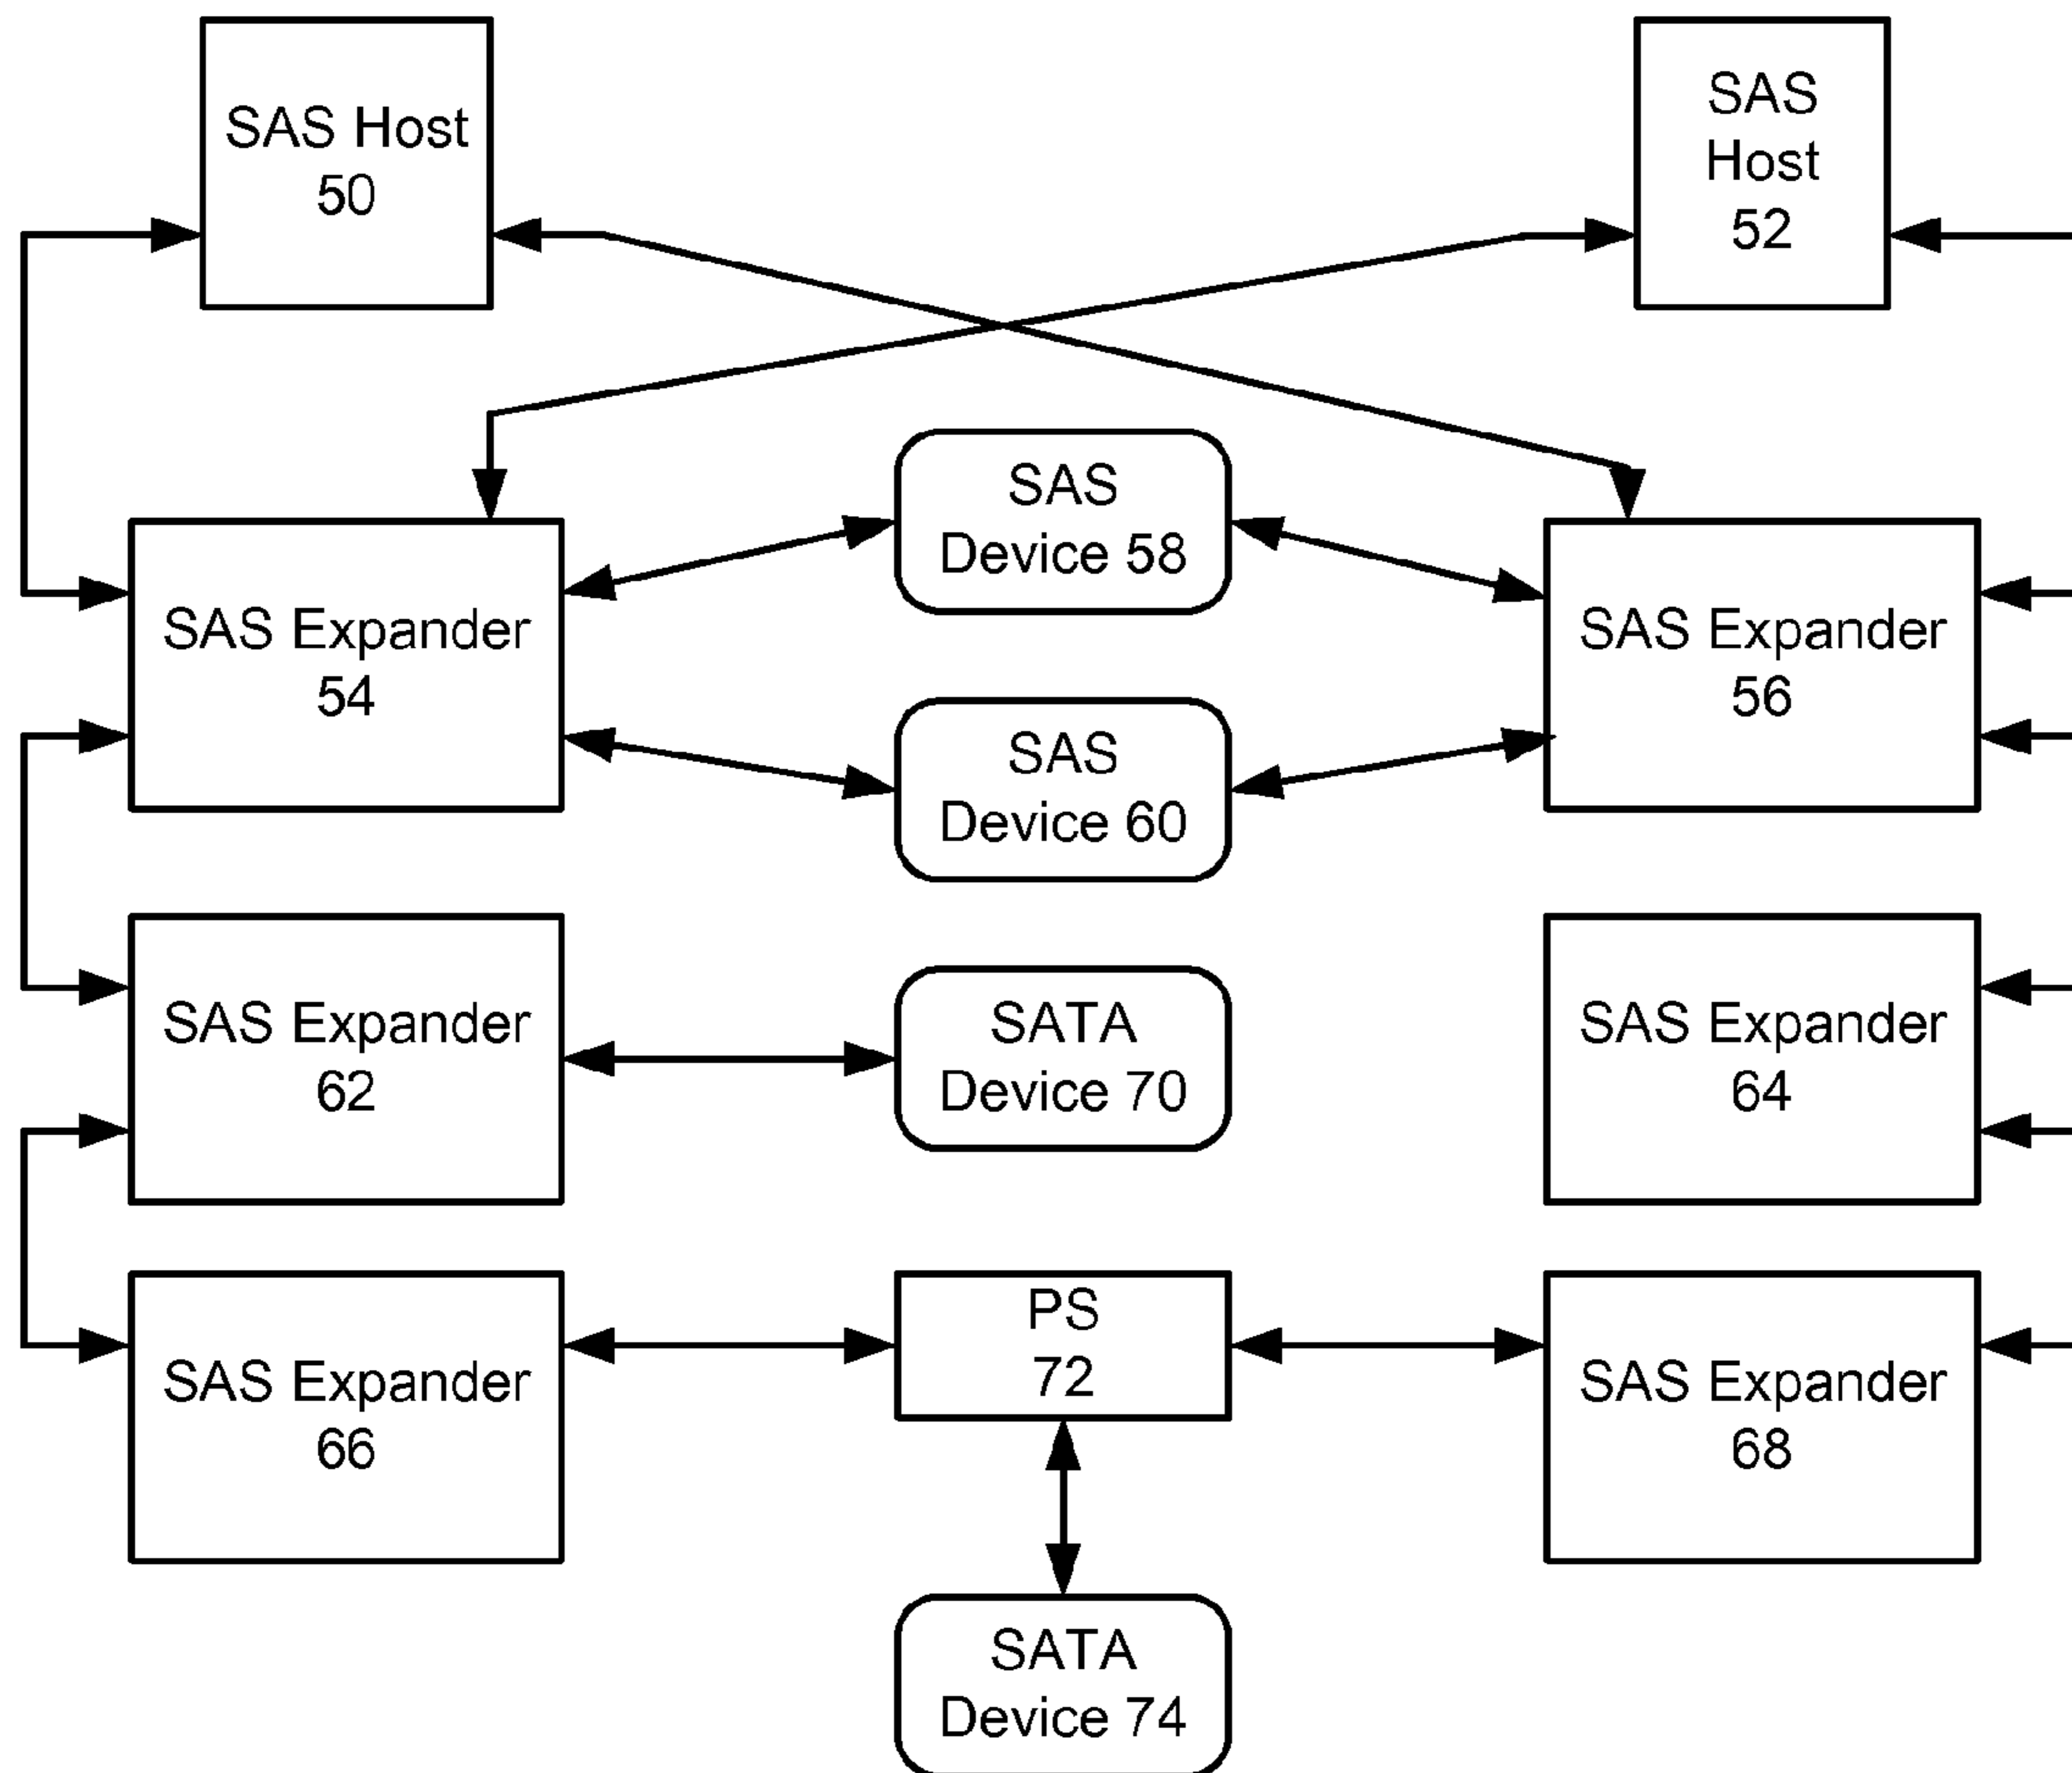 SAS Host
50
SAS
Host
52
SAS
Device 58
SAS Expander
54
SAS Expander
56
SAS
Device 60
SAS Expander
62
SATA
Device 70
SAS Expander
64
SAS Expander
66
PS
72
SAS Expander
68
SATA
Device 74